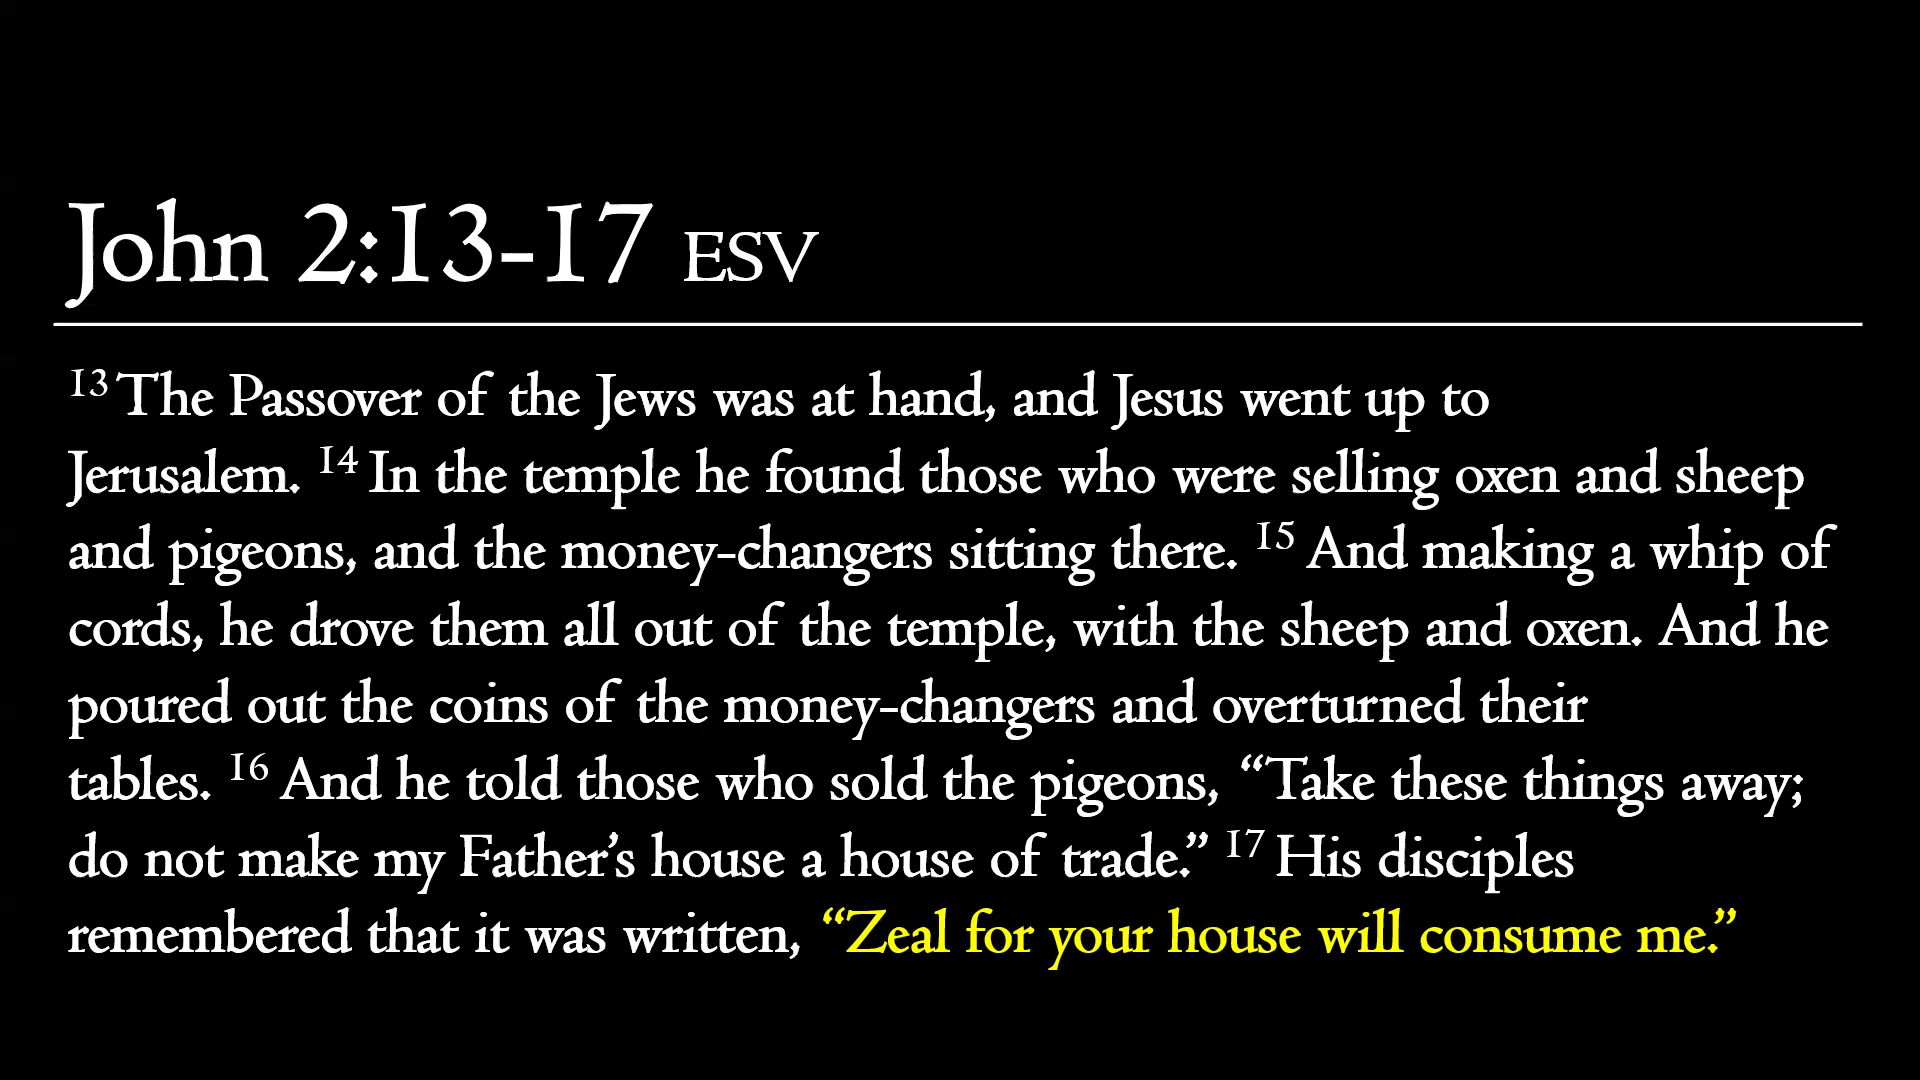 John 2:13-17 ESV
13 The Passover of the Jews was at hand, and Jesus went up to
Jerusalem. 14 In the temple he found those who were selling oxen and sheep
and pigeons, and the money-changers sitting there. 15 And making a whip of
cords, he drove them all out of the temple, with the sheep and oxen. And he
poured out the coins of the money-changers and overturned their
tables. 16 And he told those who sold the pigeons, “Take these things away;
do not make my Father’s house a house of trade.” 17 His disciples
remembered that it was written, “Zeal for your house will consume me.”